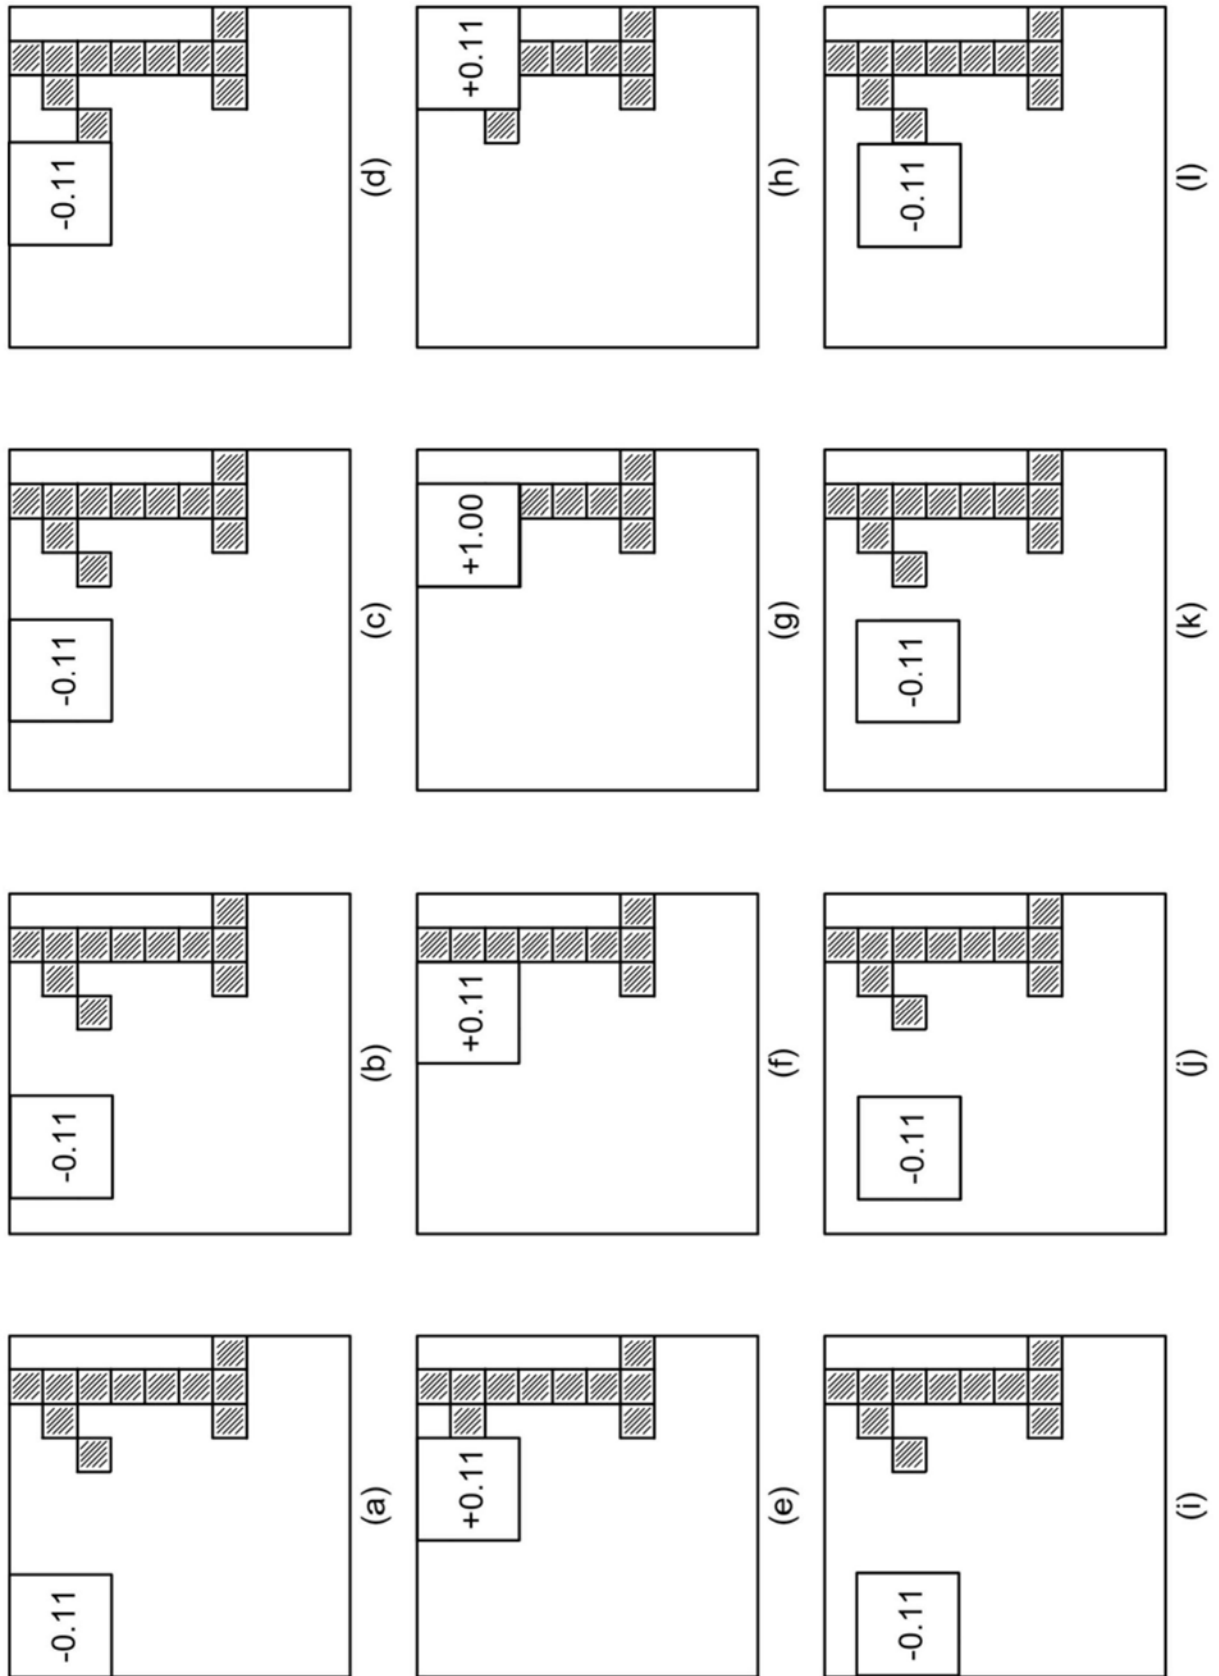 -0.11 -0.11 -0.11 -0.11
(a) (b) (c) (d)
+0.11 +0.11 +1.00 +0.11
(e) (f) (g) (h)
-0.11 -0.11 -0.11 -0.11
(i) (j) (k) (l)